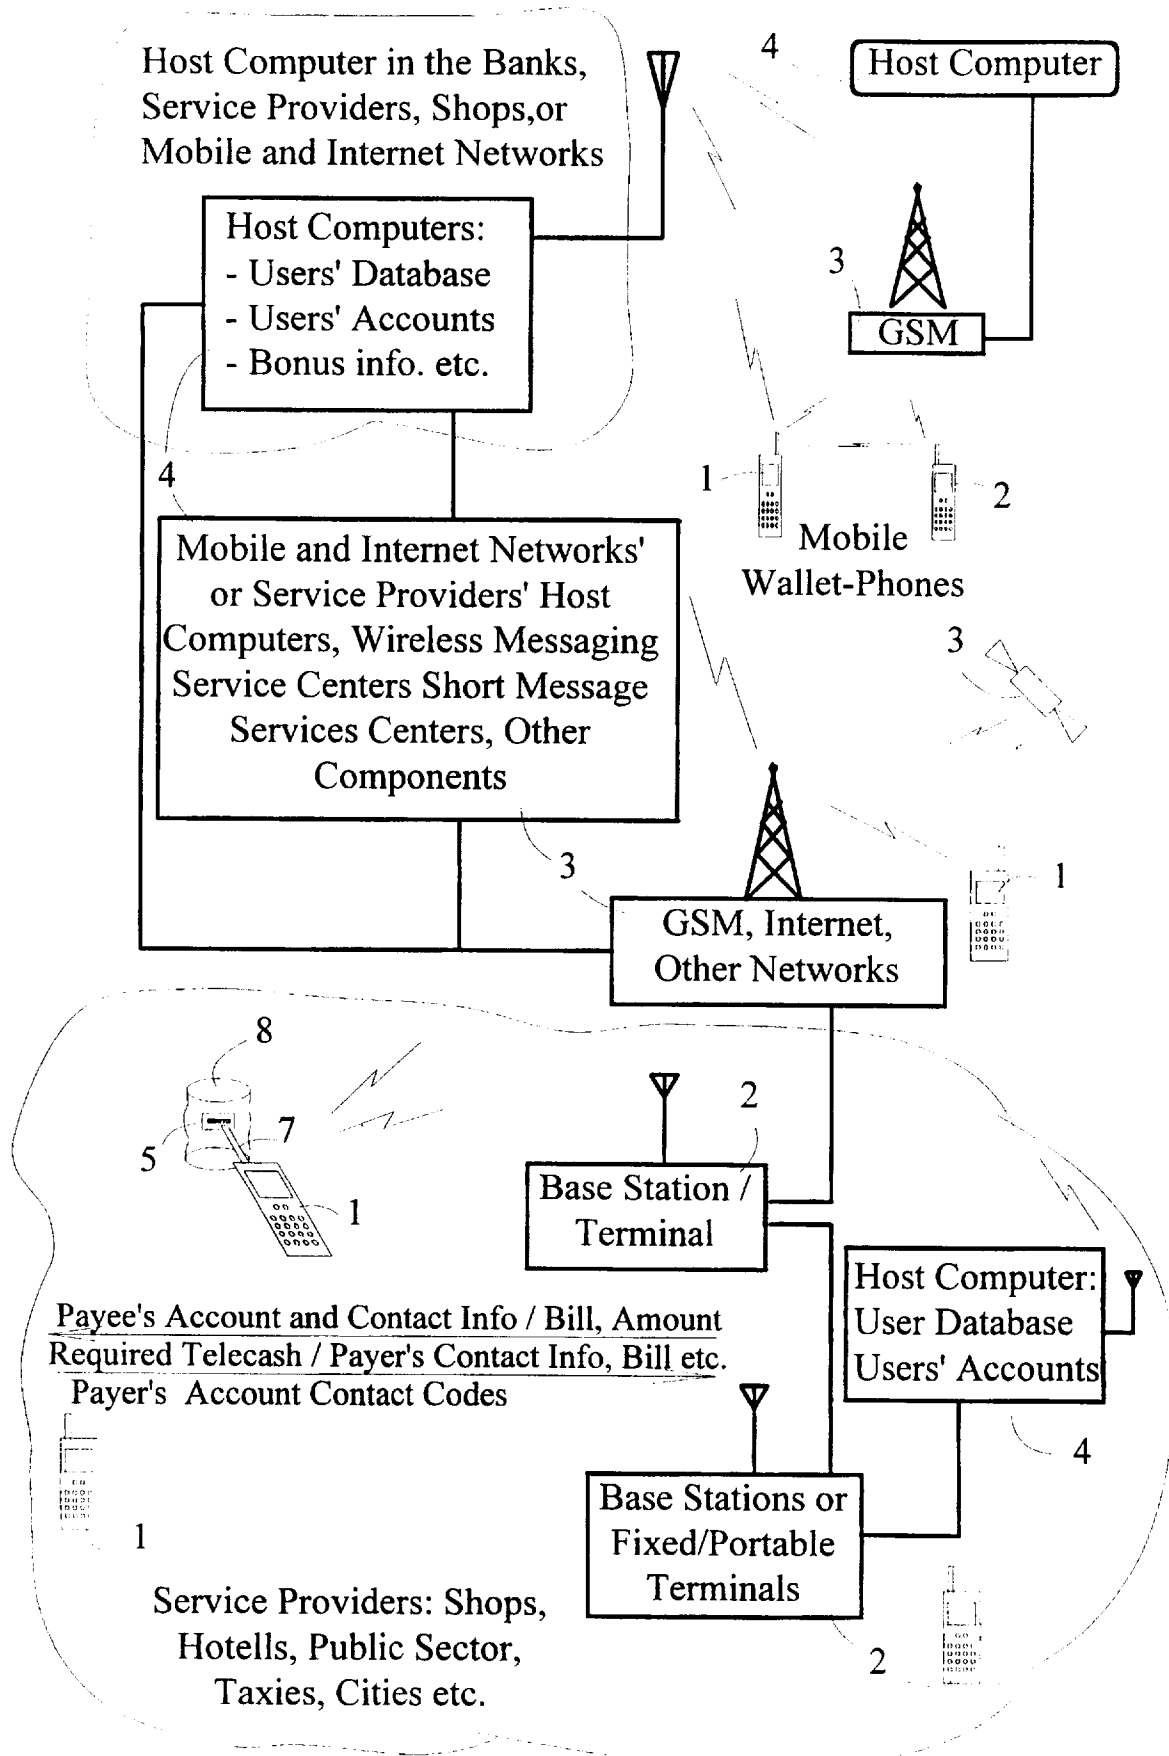 Host Computer in the Banks,
Service Providers, Shops,or
Mobile and Internet Networks
4
Host Computer
Host Computers:
- Users' Database
- Users' Accounts
- Bonus info. etc.
3
GSM
4
1
2
Mobile
Wallet-Phones
Mobile and Internet Networks'
or Service Providers' Host
Computers, Wireless Messaging
Service Centers Short Message
Services Centers, Other
Components
3
3
1
GSM, Internet,
Other Networks
8
5
7
1
2
Base Station /
Terminal
Host Computer:
User Database
Users' Accounts
4
Payee's Account and Contact Info / Bill, Amount
Required Telecash / Payer's Contact Info, Bill etc.
Payer's Account Contact Codes
1
Base Stations or
Fixed/Portable
Terminals
2
Service Providers: Shops,
Hotells, Public Sector,
Taxies, Cities etc.